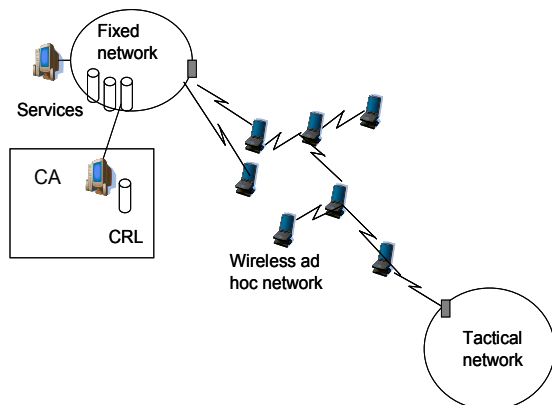 Fixed
network
Services
CA
CRL
Wireless ad
hoc network
Tactical
network